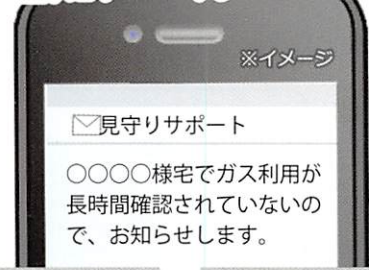 ※イメージ
見守りサポート
○○○○様宅でガス利用が
長時間確認されていないの
で、お知らせします。